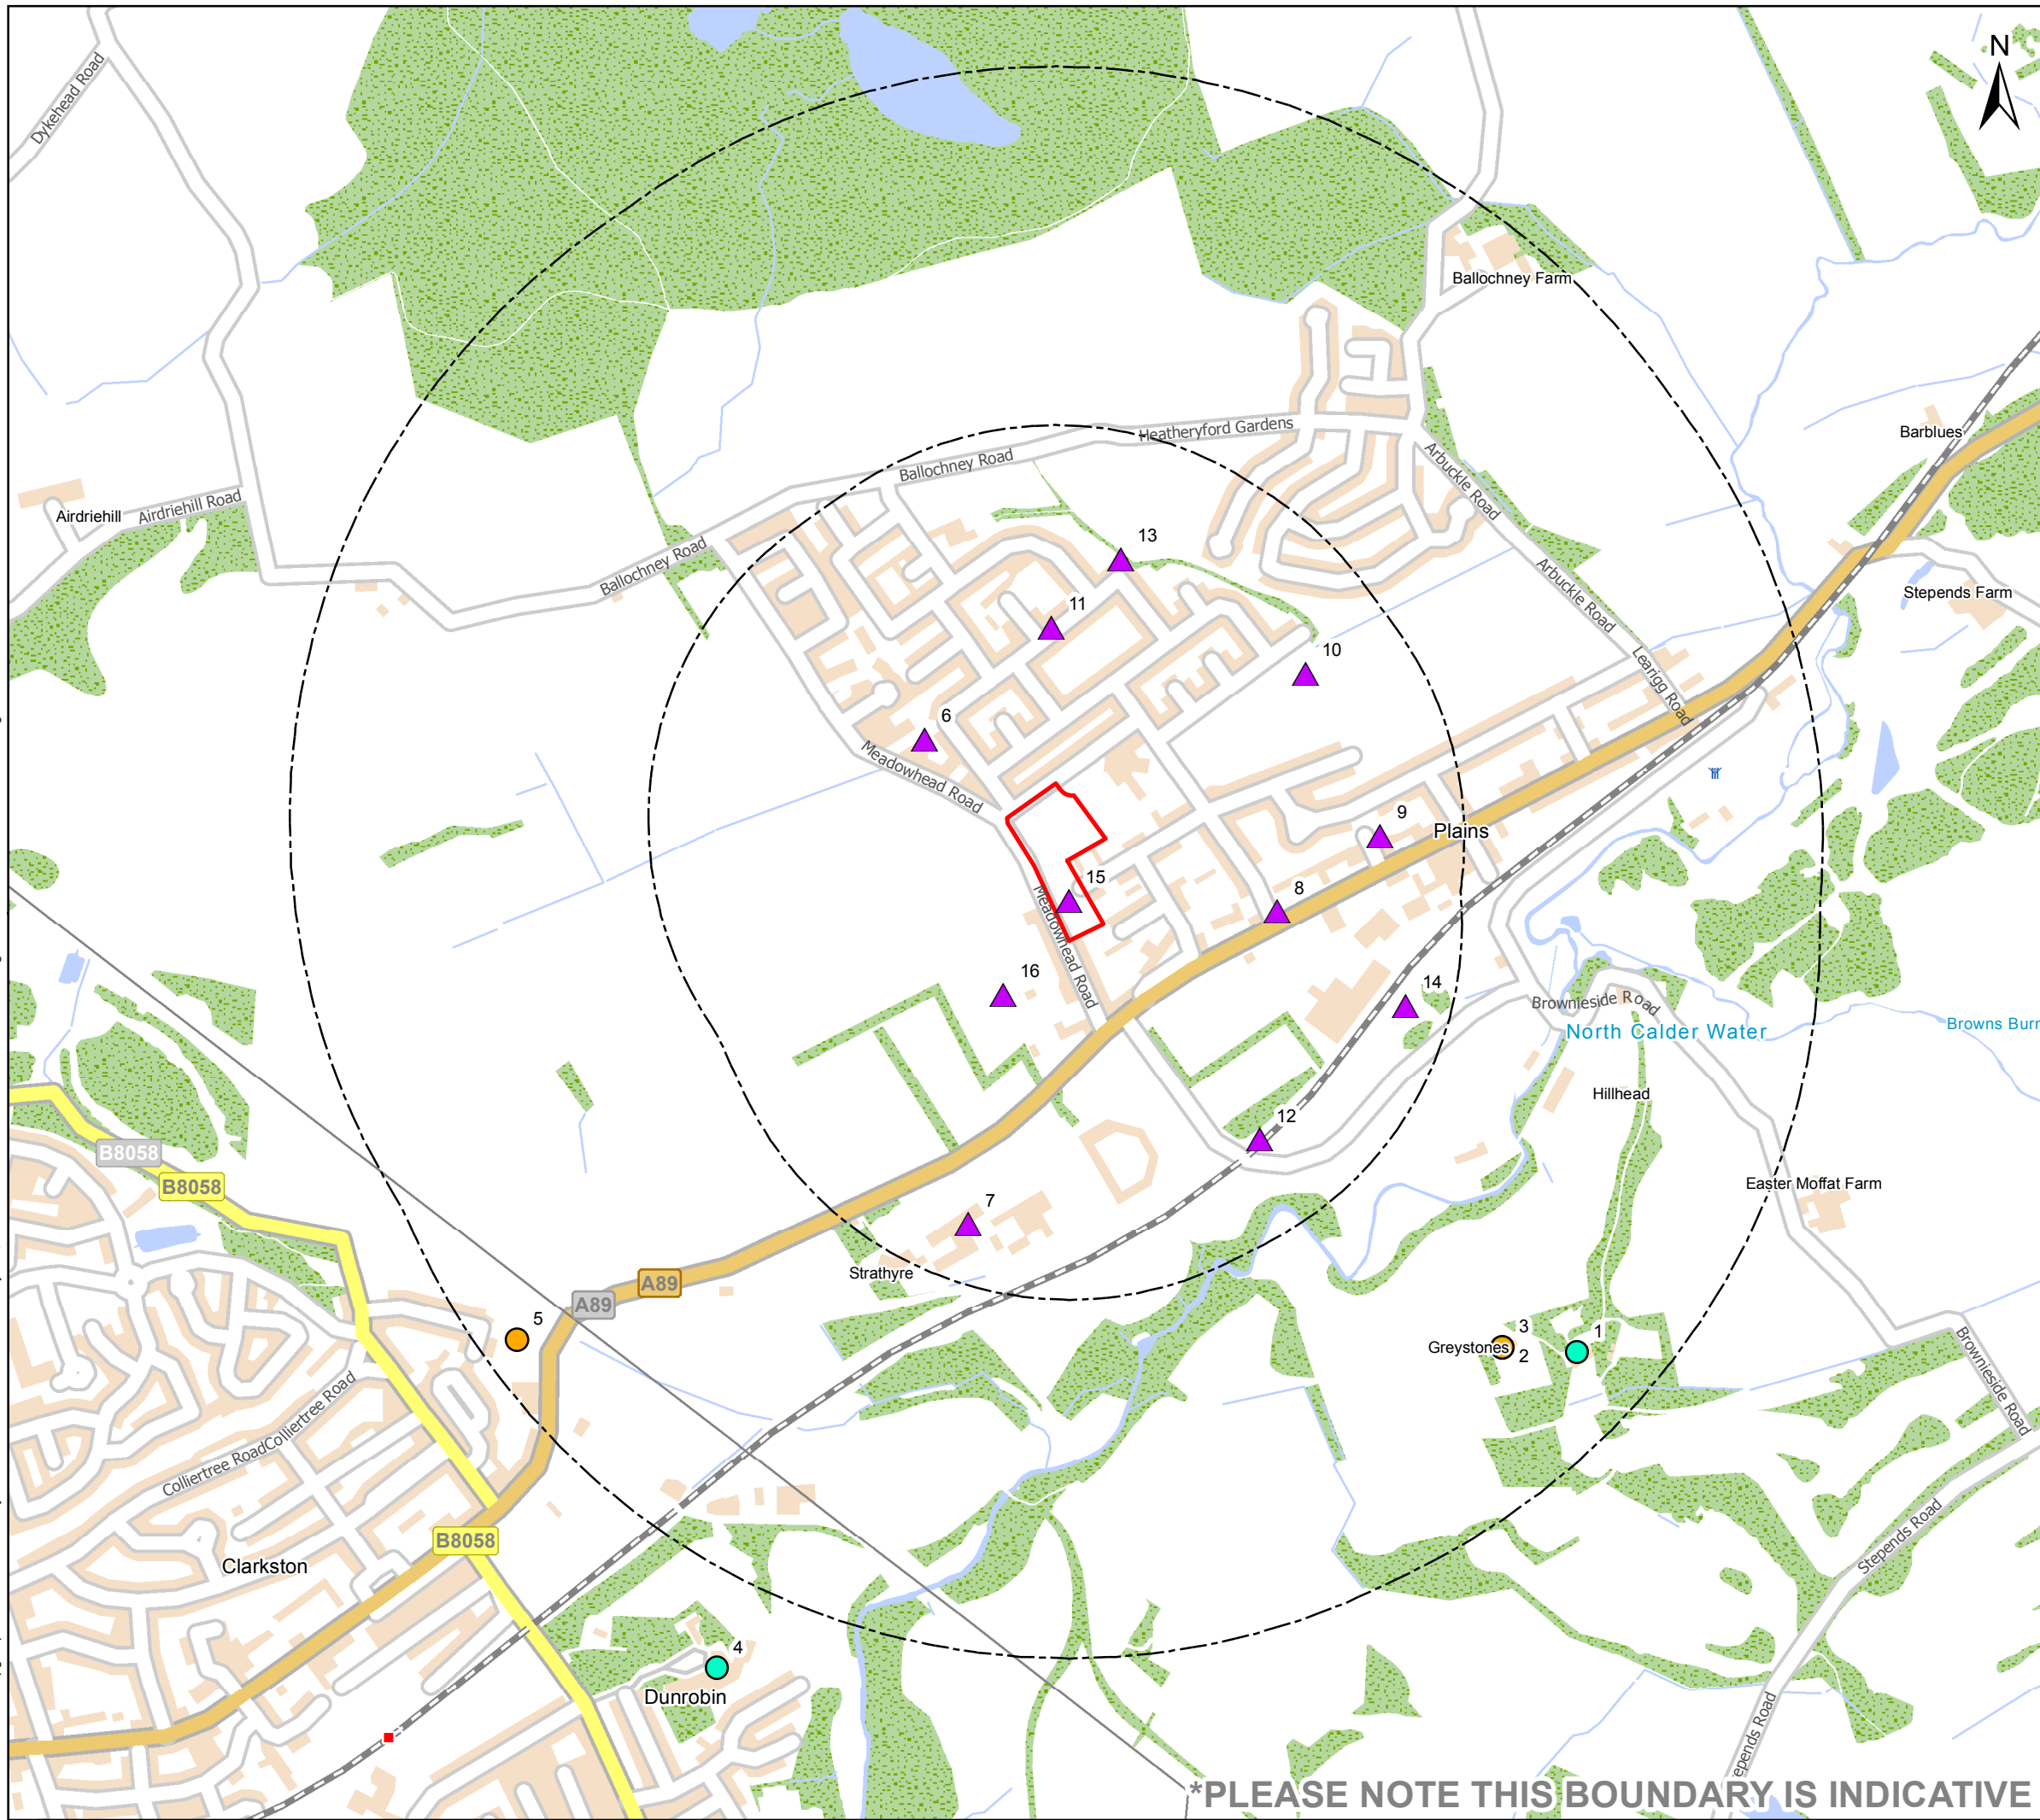 N
Dykehead Road
Ballochney Farm
Heatheryford Gardens
Ballochney Road
Barblues
Arbuckle Road
Airdriehill
Airdriehill Road
13
Ballochney Road
Arbuckle Road
Stepends Farm
11
10
Learigg Road
6
Meadowhead Road
9
Plains
15
8
Meadowhead Road
16
14
Brownieside Road
North Calder Water
Browns Burn
Hillhead
12
B8058
B8058
Easter Moffat Farm
7
Strathyre
A89
A89
5
3
1
Greystones
2
Brownieside Road
Colliertree Road
Colliertree Road
Stepends Road
B8058
Clarkston
4
Dunrobin
epends Road
*PLEASE NOTE THIS BOUNDARY IS INDICATIVE